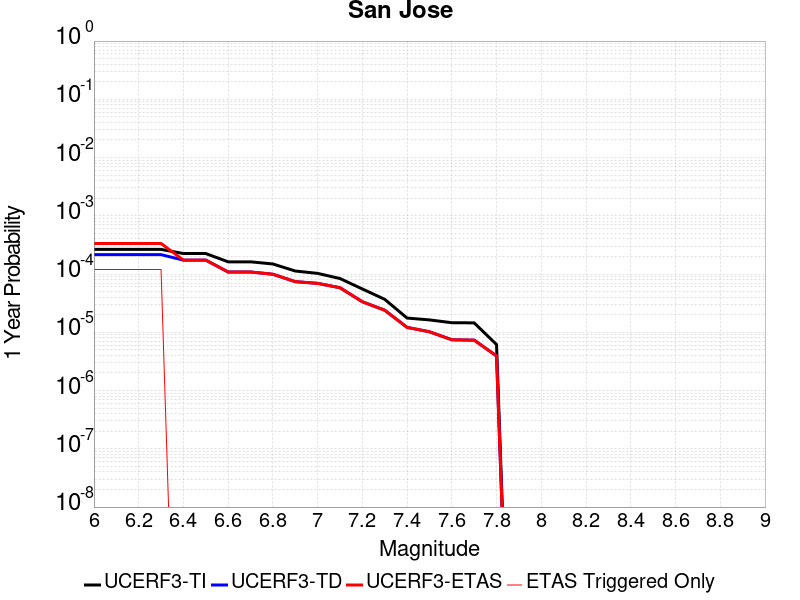 San Jose
10^0
10^-1
10^-2
10^-3
10^-4
10^-5
10^-6
10^-7
10^-8
1 Year Probability
6 6.2 6.4 6.6 6.8 7 7.2 7.4 7.6 7.8 8 8.2 8.4 8.6 8.8 9
Magnitude
UCERF3-TI UCERF3-TD UCERF3-ETAS ETAS Triggered Only